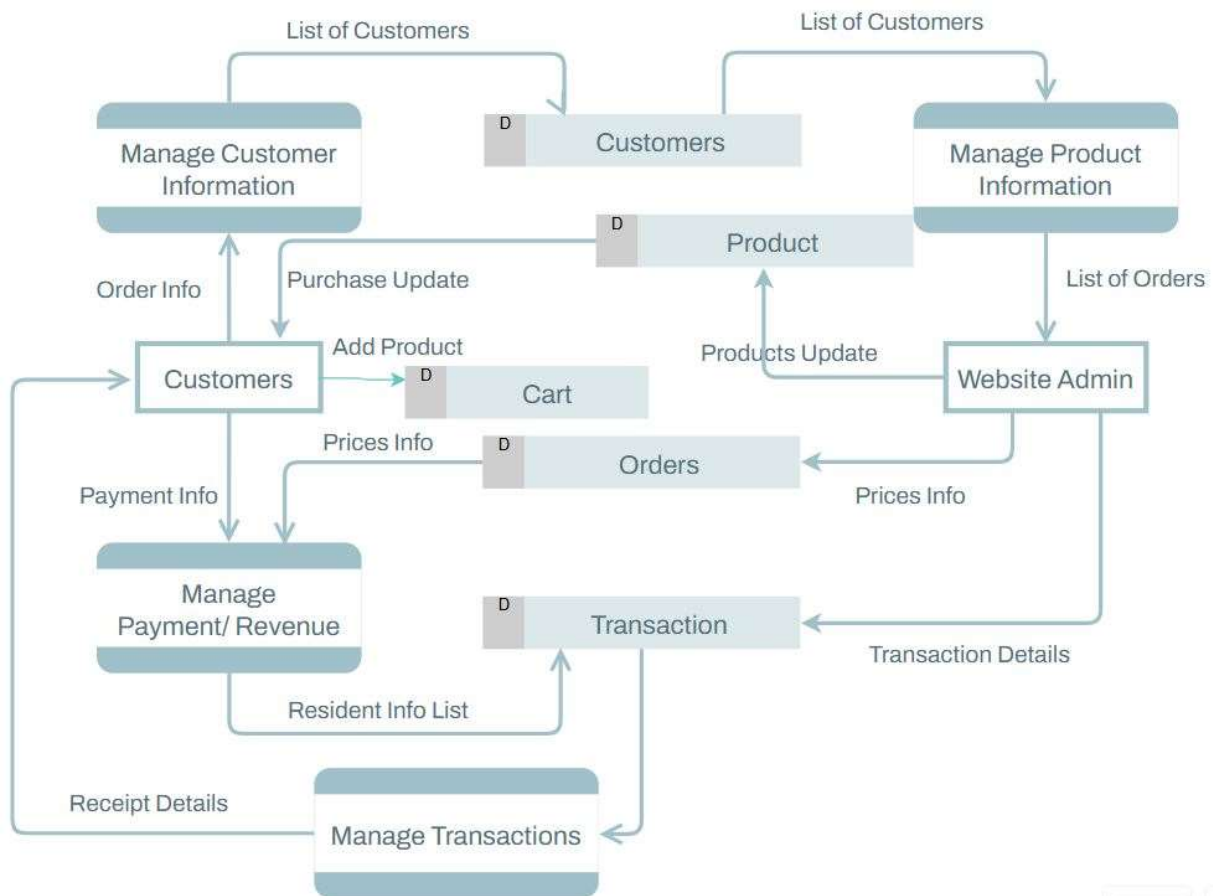 List of Customers
List of Customers
D
Customers
Manage Customer
Information
Manage Product
Information
D
Product
Purchase Update
Order Info
List of Orders
Add Product
Products Update
Customers
D
Cart
Website Admin
Prices Info
D
Orders
Payment Info
Prices Info
Manage
Payment/ Revenue
D
Transaction
Transaction Details
Resident Info List
Receipt Details
Manage Transactions